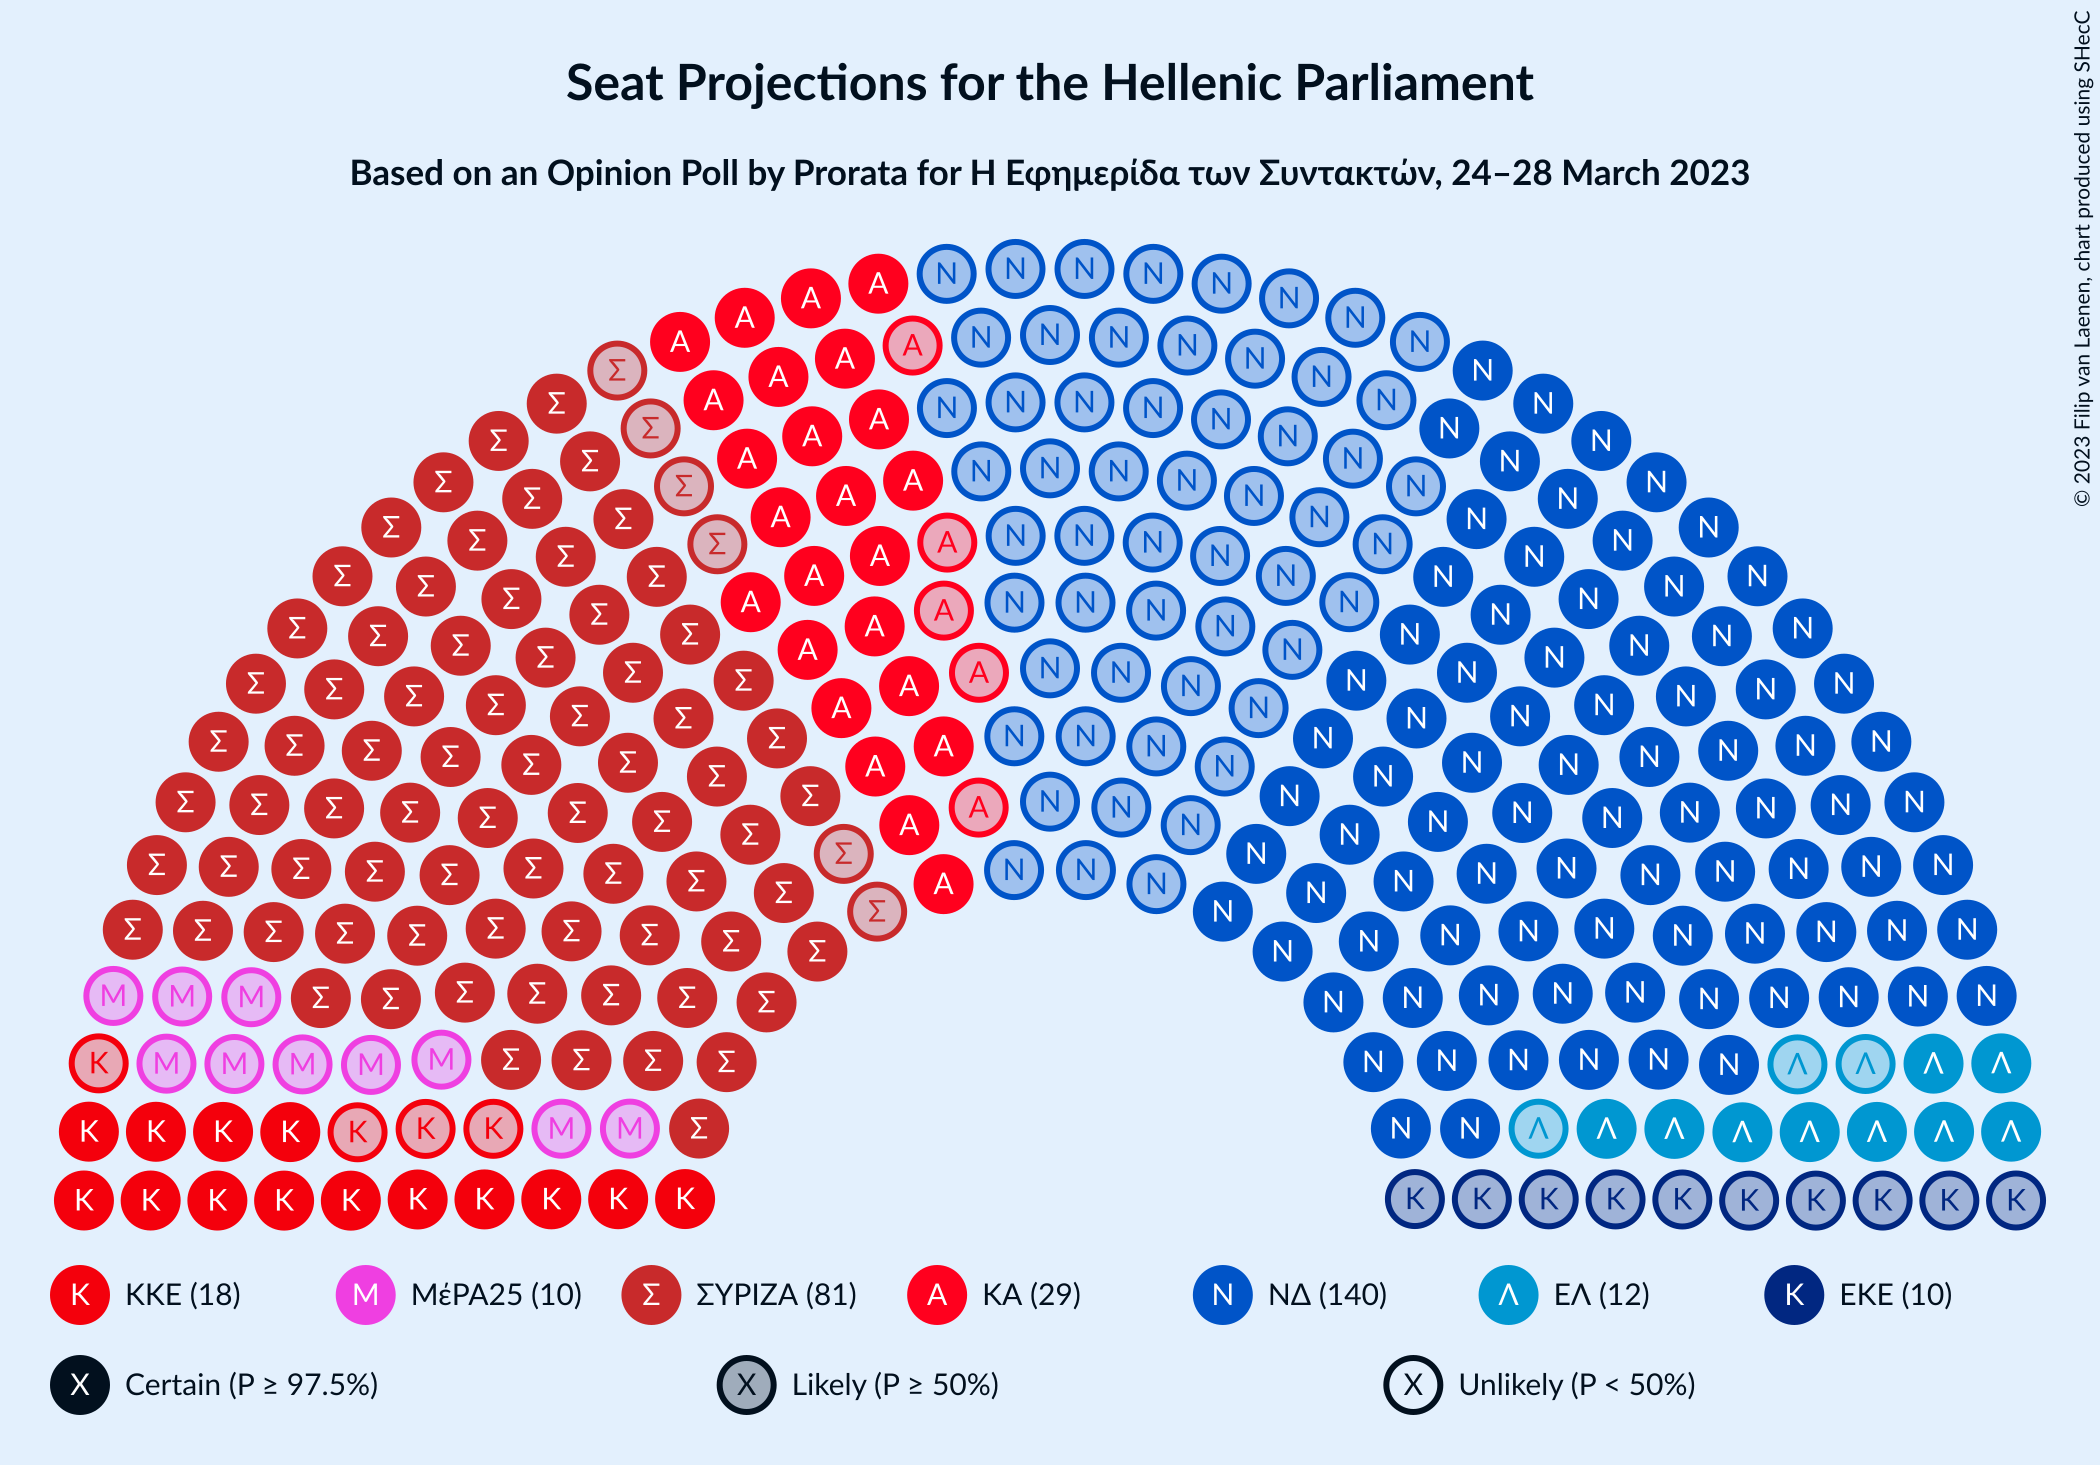 Seat Projections for the Hellenic Parliament
Based on an Opinion Poll by Prorata for Η Εφημερίδα των Συντακτών, 24–28 March 2023
© 2023 Filip van Laenen, chart produced using SHecC
Κ ΚΚΕ (18) Μ ΜέΡΑ25 (10) Σ ΣΥΡΙΖΑ (81) Α ΚΑ (29) Ν ΝΔ (140) Λ ΕΛ (12) Κ ΕΚΕ (10)
X Certain (P ≥ 97.5%) X Likely (P ≥ 50%) X Unlikely (P < 50%)